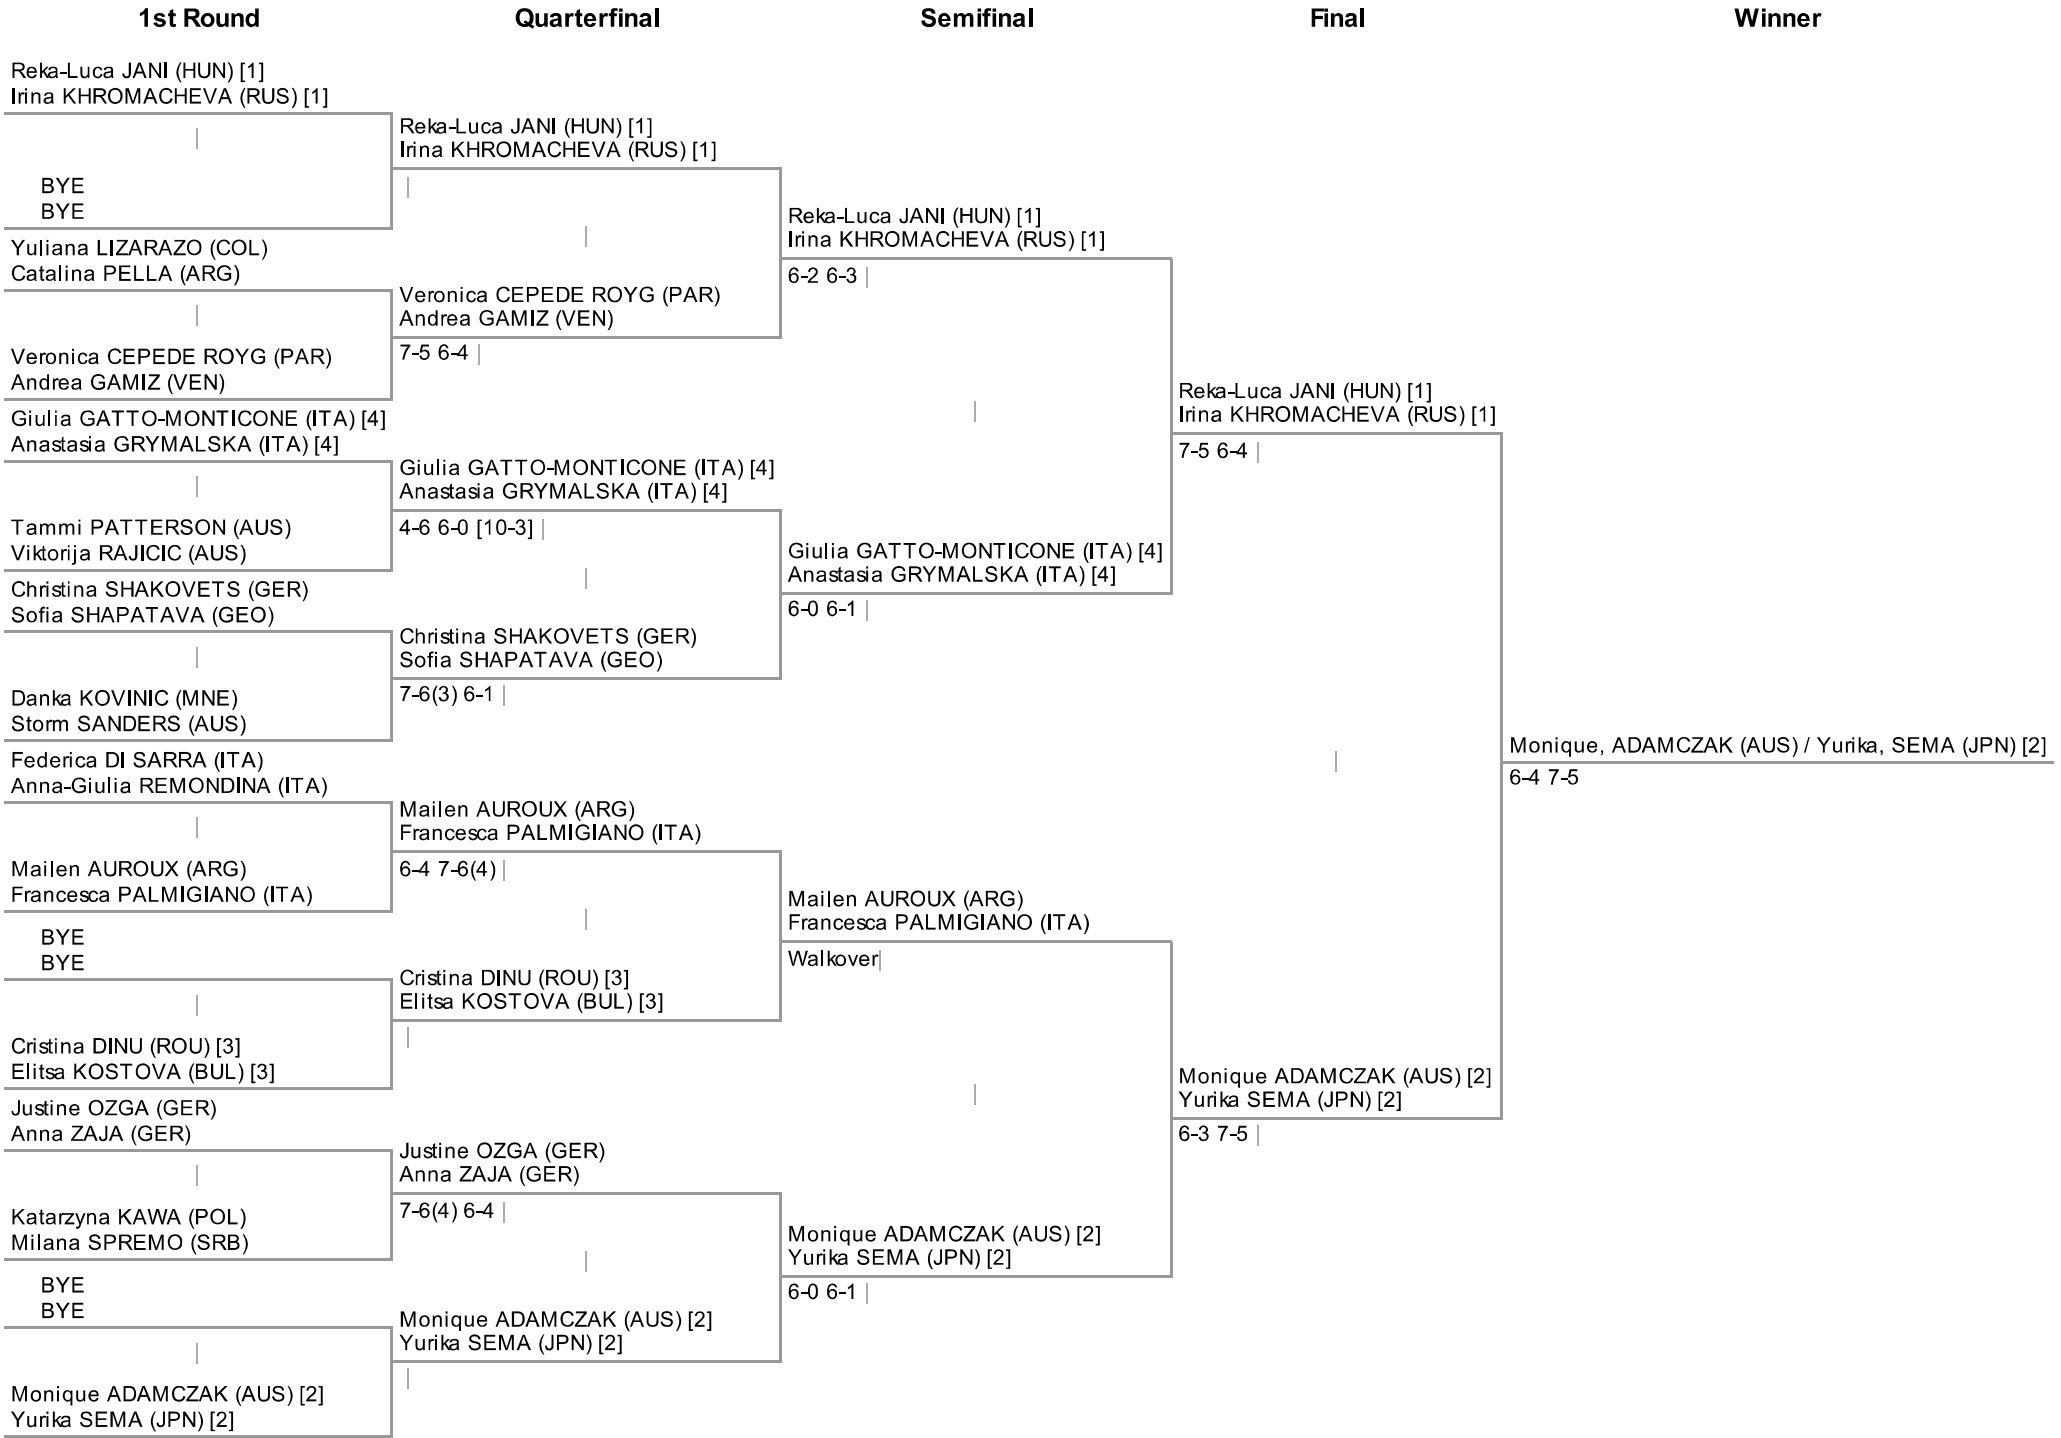 1st Round
Quarterfinal
Semifinal
Final
Winner
Reka-Luca JANI (HUN) [1]
Irina KHROMACHEVA (RUS) [1]
BYE
BYE
Yuliana LIZARAZO (COL)
Catalina PELLA (ARG)
Veronica CEPEDE ROYG (PAR)
Andrea GAMIZ (VEN)
Giulia GATTO-MONTICONE (ITA) [4]
Anastasia GRYMALSKA (ITA) [4]
Tammi PATTERSON (AUS)
Viktorija RAJICIC (AUS)
Christina SHAKOVETS (GER)
Sofia SHAPATAVA (GEO)
Danka KOVINIC (MNE)
Storm SANDERS (AUS)
Federica DI SARRA (ITA)
Anna-Giulia REMONDINA (ITA)
Mailen AUROUX (ARG)
Francesca PALMIGIANO (ITA)
BYE
BYE
Cristina DINU (ROU) [3]
Elitsa KOSTOVA (BUL) [3]
Justine OZGA (GER)
Anna ZAJA (GER)
Katarzyna KAWA (POL)
Milana SPREMO (SRB)
BYE
BYE
Monique ADAMCZAK (AUS) [2]
Yurika SEMA (JPN) [2]
Reka-Luca JANI (HUN) [1]
Irina KHROMACHEVA (RUS) [1]
Veronica CEPEDE ROYG (PAR)
Andrea GAMIZ (VEN)
7-5 6-4
Giulia GATTO-MONTICONE (ITA) [4]
Anastasia GRYMALSKA (ITA) [4]
4-6 6-0 [10-3]
Christina SHAKOVETS (GER)
Sofia SHAPATAVA (GEO)
7-6(3) 6-1
Mailen AUROUX (ARG)
Francesca PALMIGIANO (ITA)
6-4 7-6(4)
Cristina DINU (ROU) [3]
Elitsa KOSTOVA (BUL) [3]
Justine OZGA (GER)
Anna ZAJA (GER)
7-6(4) 6-4
Monique ADAMCZAK (AUS) [2]
Yurika SEMA (JPN) [2]
Reka-Luca JANI (HUN) [1]
Irina KHROMACHEVA (RUS) [1]
6-2 6-3
Giulia GATTO-MONTICONE (ITA) [4]
Anastasia GRYMALSKA (ITA) [4]
6-0 6-1
Mailen AUROUX (ARG)
Francesca PALMIGIANO (ITA)
Walkover
Monique ADAMCZAK (AUS) [2]
Yurika SEMA (JPN) [2]
6-0 6-1
Reka-Luca JANI (HUN) [1]
Irina KHROMACHEVA (RUS) [1]
7-5 6-4
Monique ADAMCZAK (AUS) [2]
Yurika SEMA (JPN) [2]
6-3 7-5
Monique, ADAMCZAK (AUS) / Yurika, SEMA (JPN) [2]
6-4 7-5